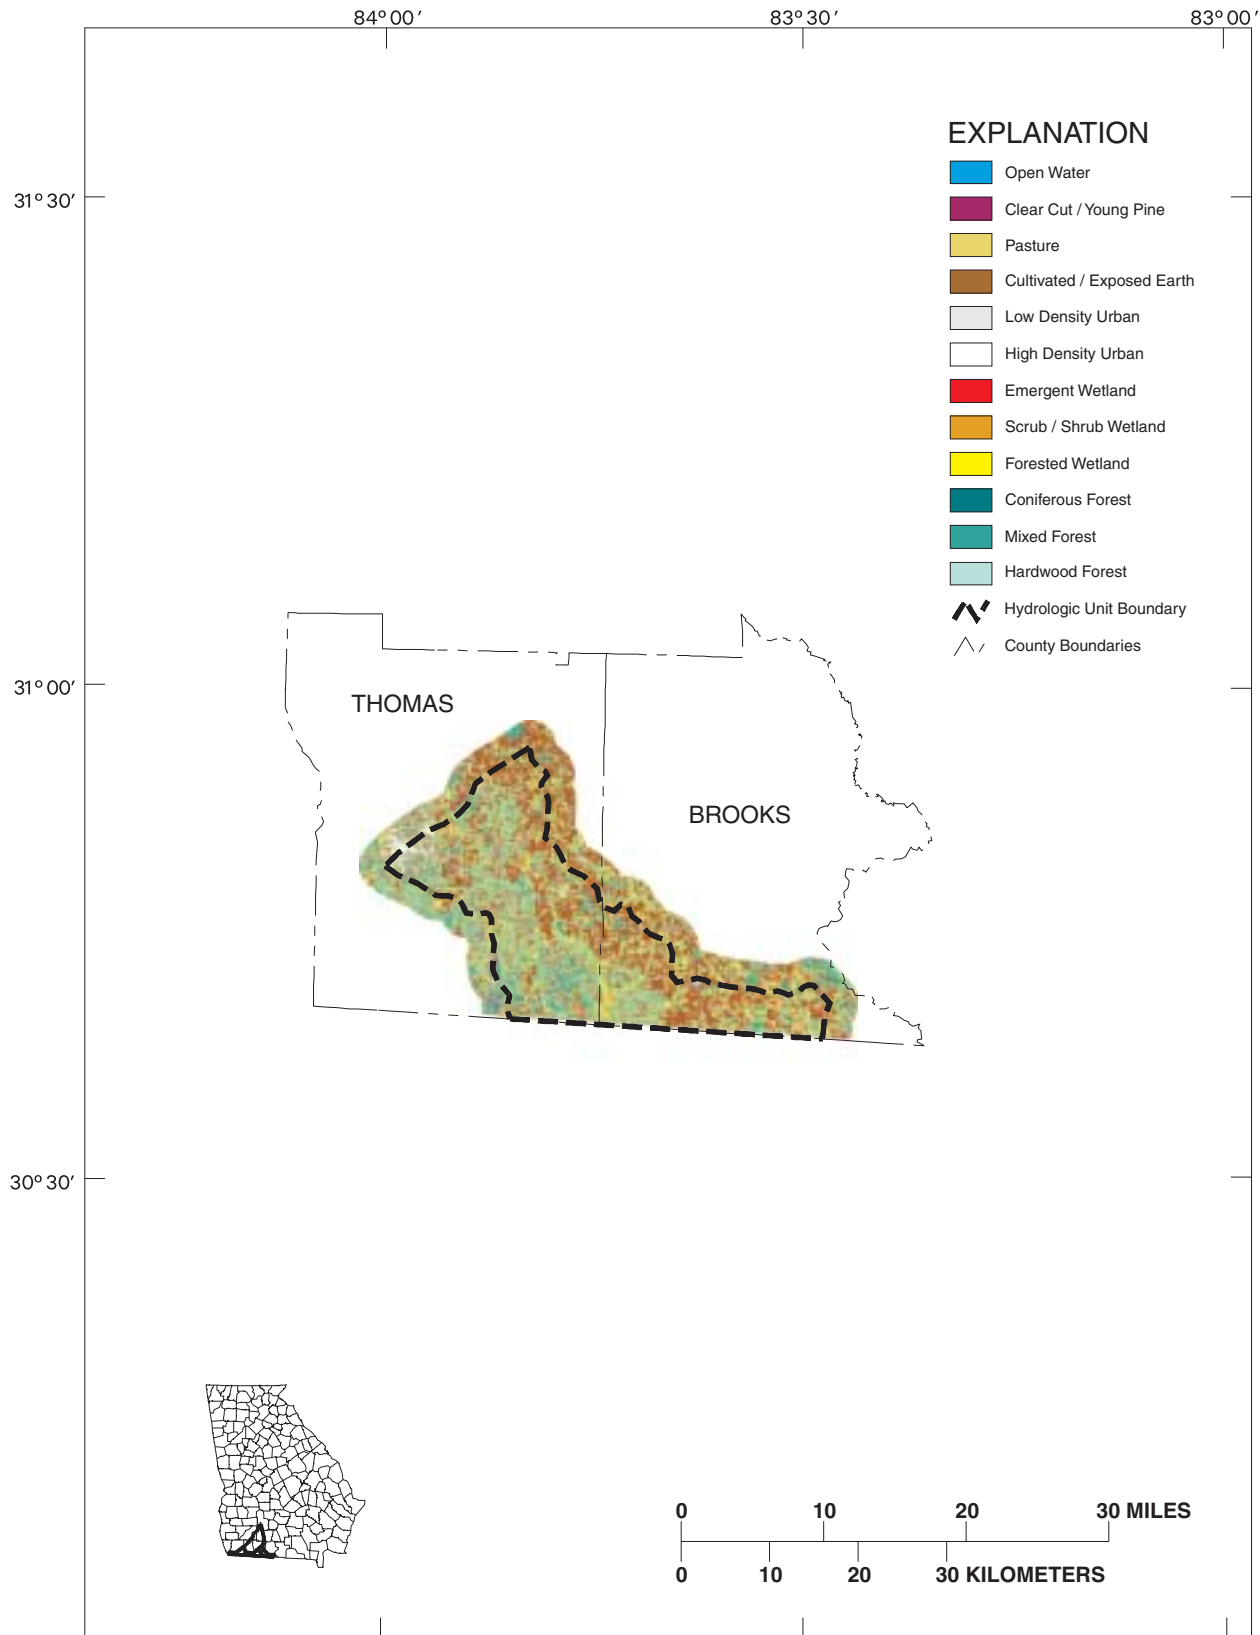 84° 00′ 83° 30′ 83° 00′
31° 30′
31° 00′
30° 30′
EXPLANATION
Open Water
Clear Cut / Young Pine
Pasture
Cultivated / Exposed Earth
Low Density Urban
High Density Urban
Emergent Wetland
Scrub / Shrub Wetland
Forested Wetland
Coniferous Forest
Mixed Forest
Hardwood Forest
Hydrologic Unit Boundary
County Boundaries
THOMAS
BROOKS
0 10 20 30 MILES
0 10 20 30 KILOMETERS